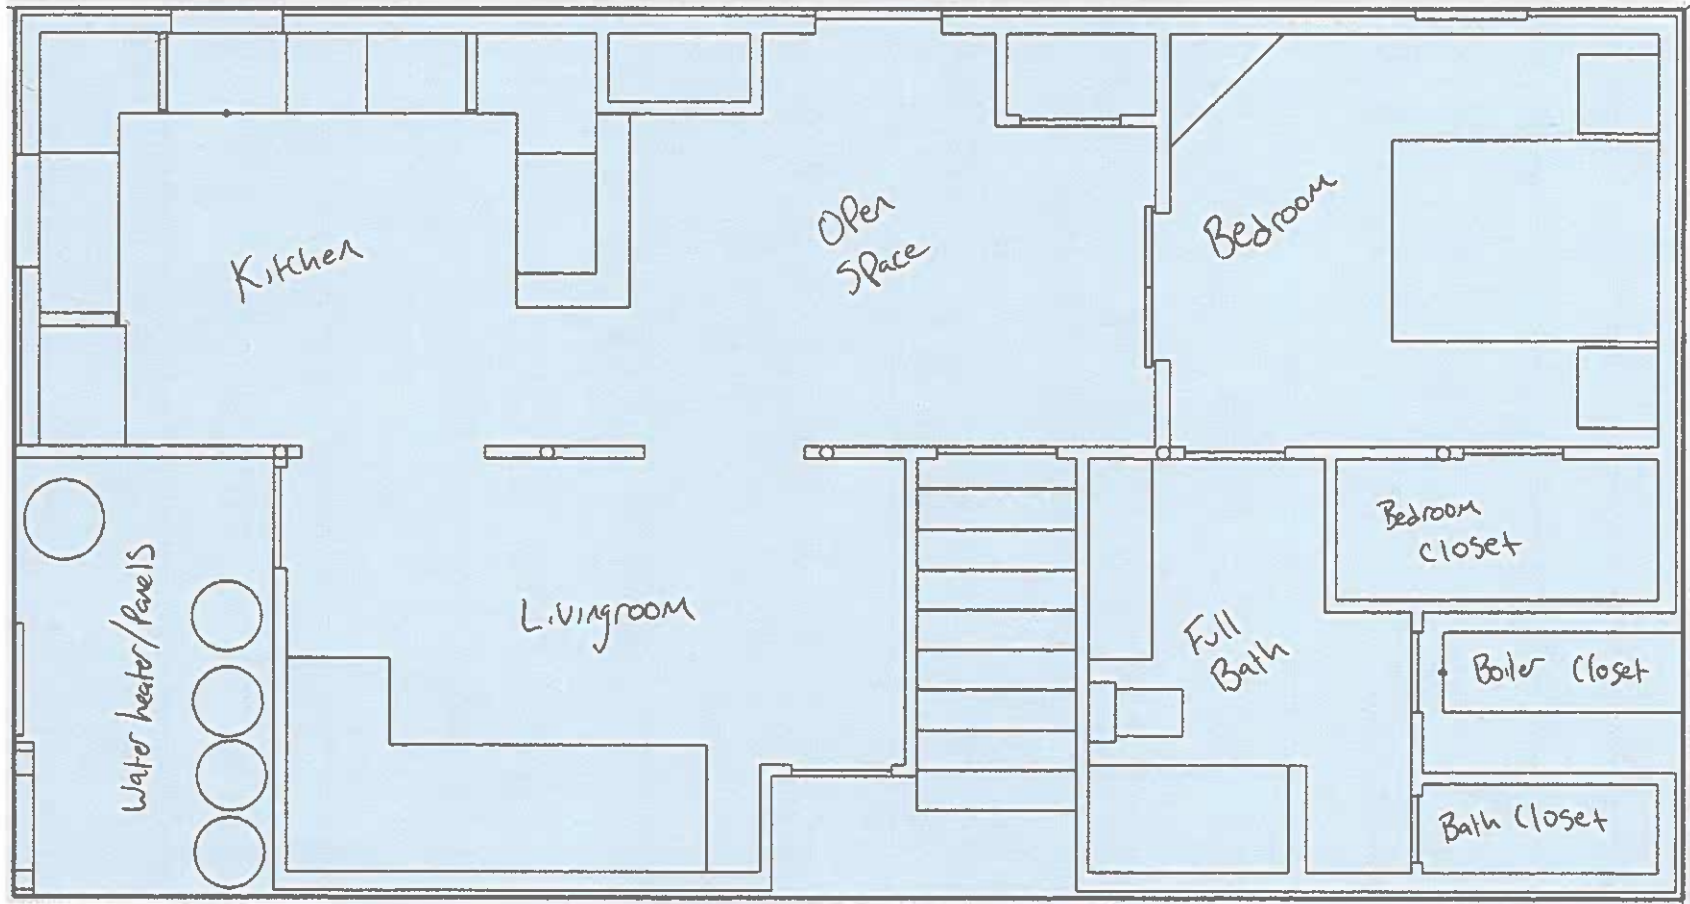 Kitchen
Open
Space
Bedroom
Bedroom
Closet
Water heater/Panels
Livingroom
Full
Bath
Boiler Closet
Bath Closet